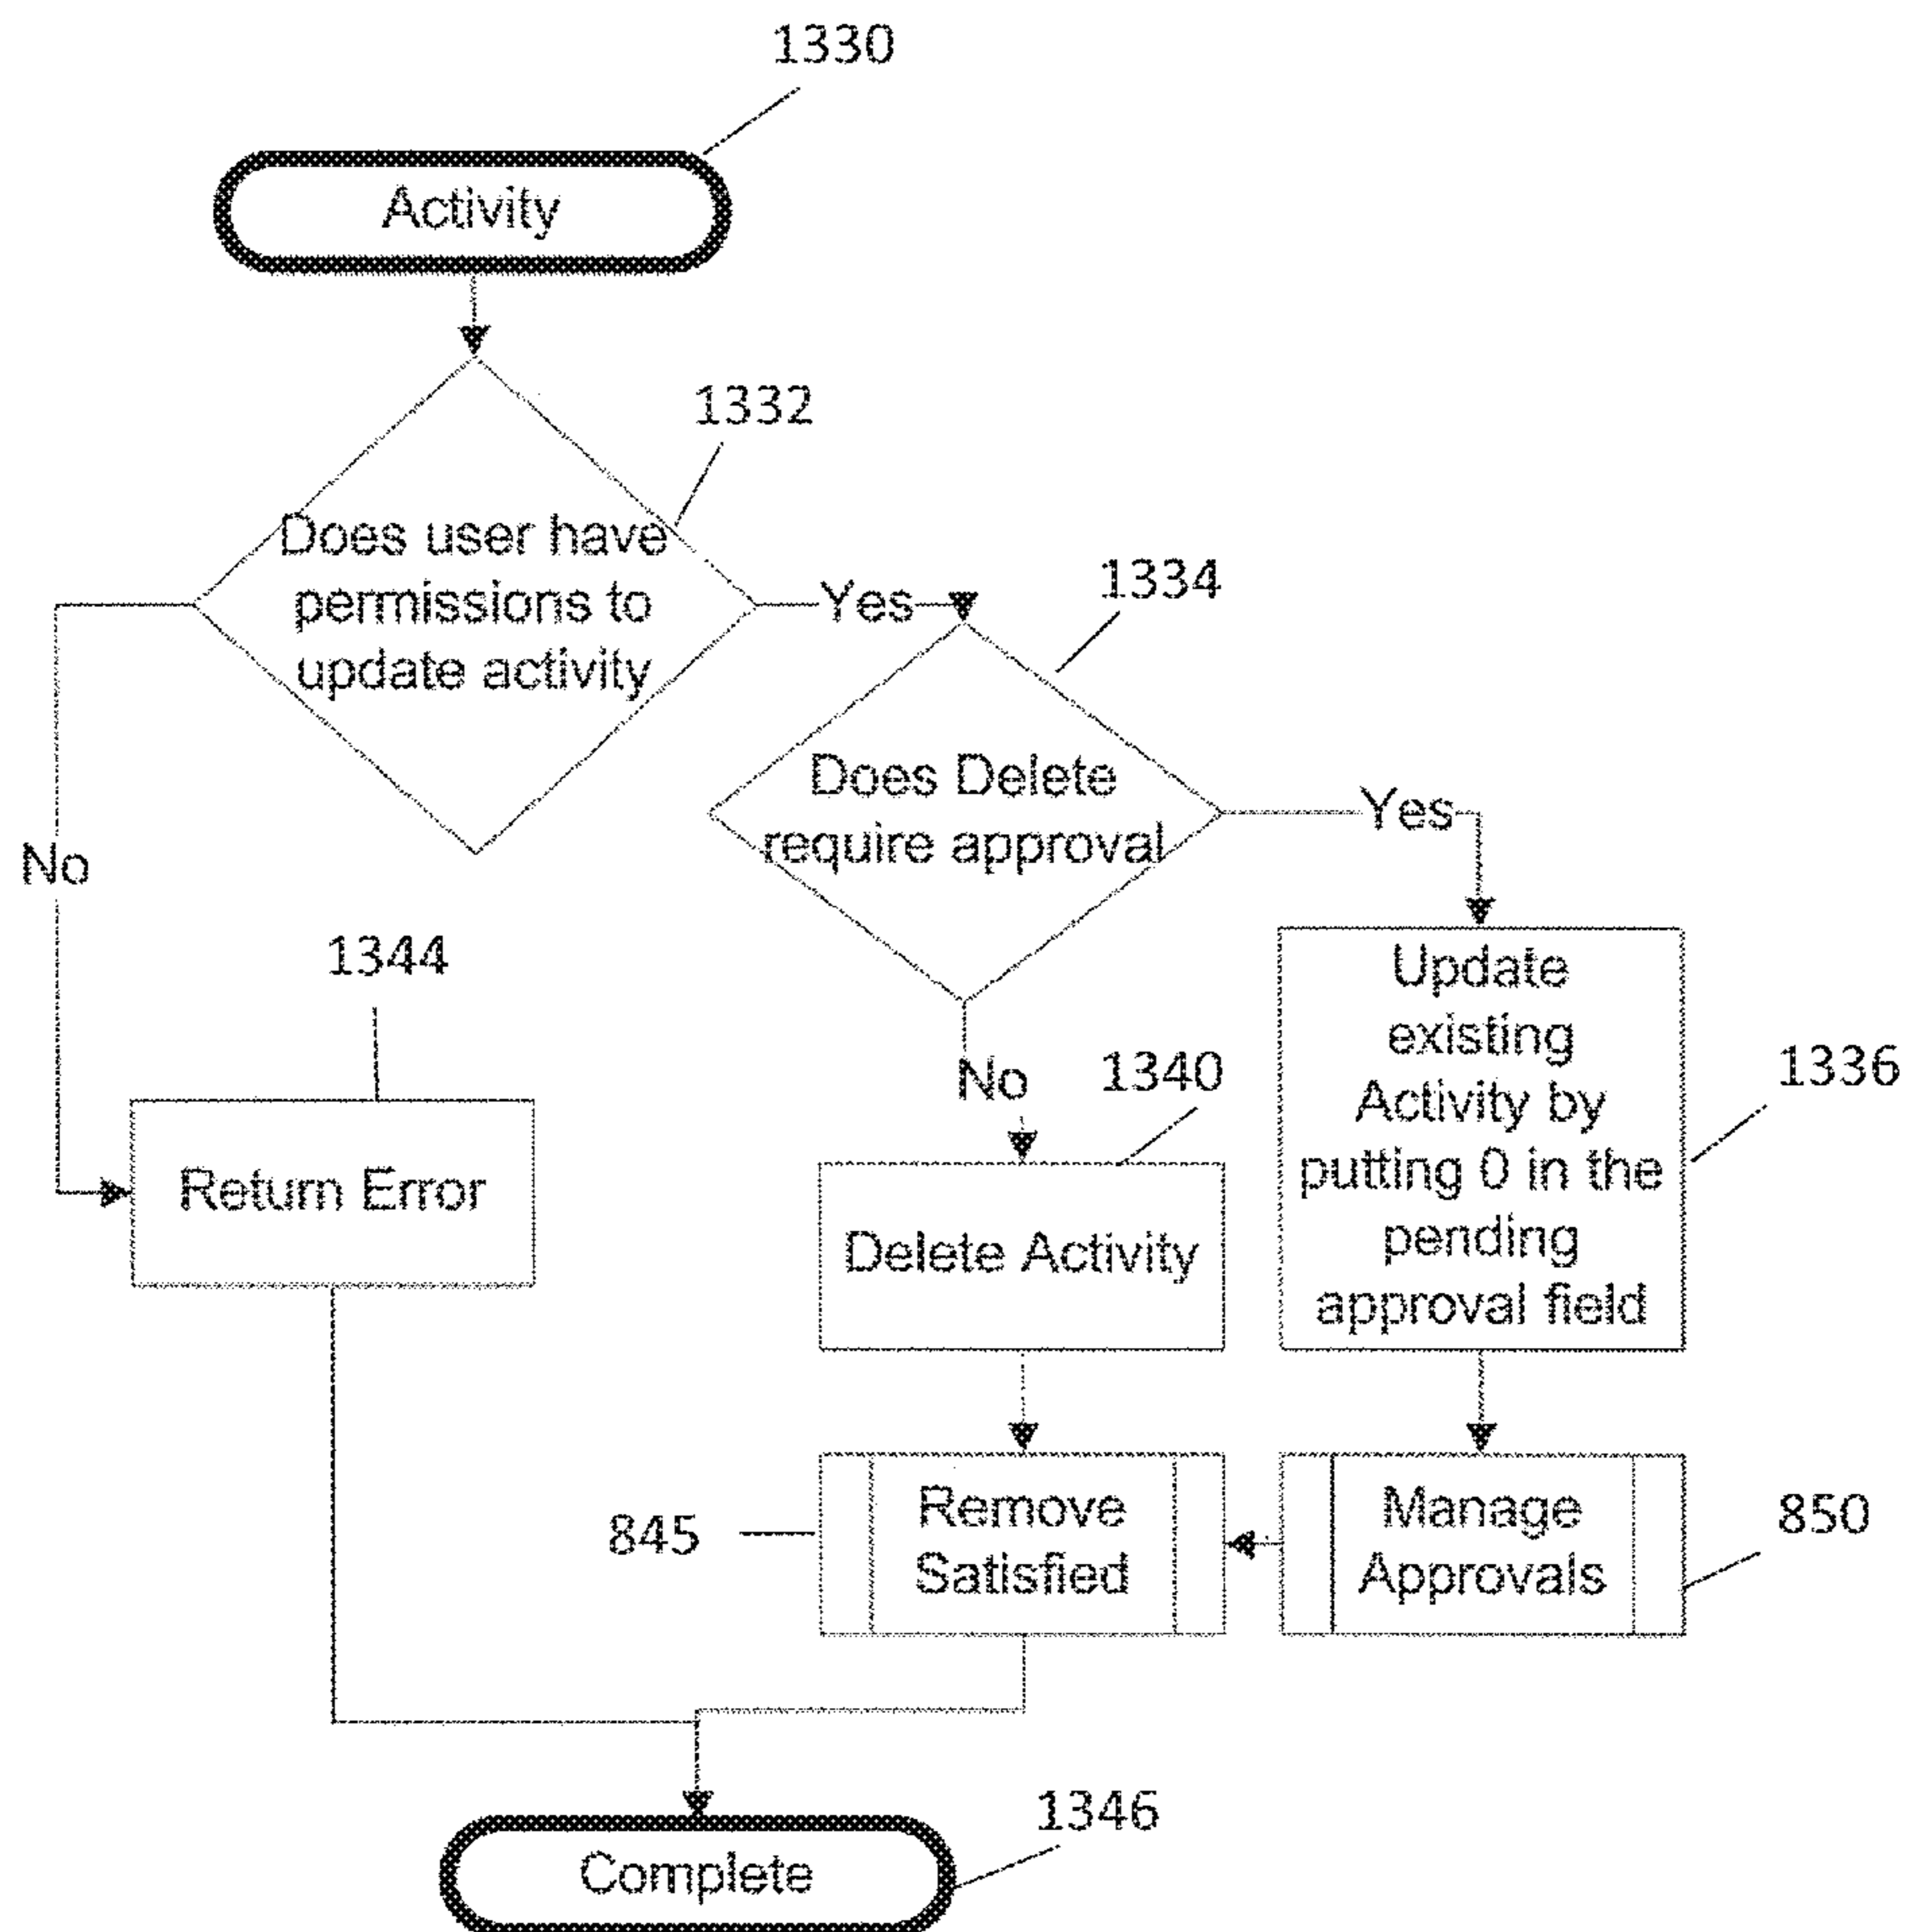 1330
Activity
1332
Does user have
permissions to
update activity
Yes
1334
Does Delete
require approval
Yes
No
1344
Return Error
No
1340
Delete Activity
Update
existing
Activity by
putting 0 in the
pending
approval field
1336
845
Remove
Satisfied
Manage
Approvals
850
1346
Complete